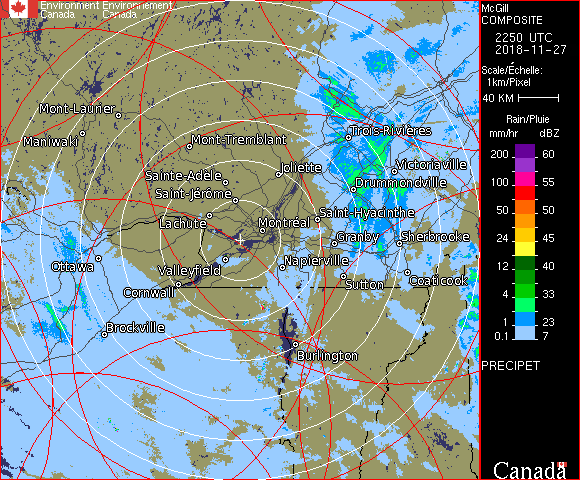 Environment Environnement
Canada Canada
McGill
COMPOSITE
2250 UTC
2018-11-27
Scale/Échelle:
1km/Pixel
40 KM
Rain/Pluie
mm/hr dBZ
200 60
100 55
50 50
24 45
12 40
8 33
4 33
1 23
0.1 7
PRECIPET
Canada
Mont-Laurier
Maniwaki
Mont-Tremblant
Trois-Rivières
Joliette
Victoriaville
Sainte-Adèle
Drummondville
Saint-Jérôme
Lachute
Saint-Hyacinthe
Montréal
Granby
Sherbrooke
Ottawa
Valleyfield
Napierville
Cornwall
Sutton
Coaticook
Brockville
Burlington